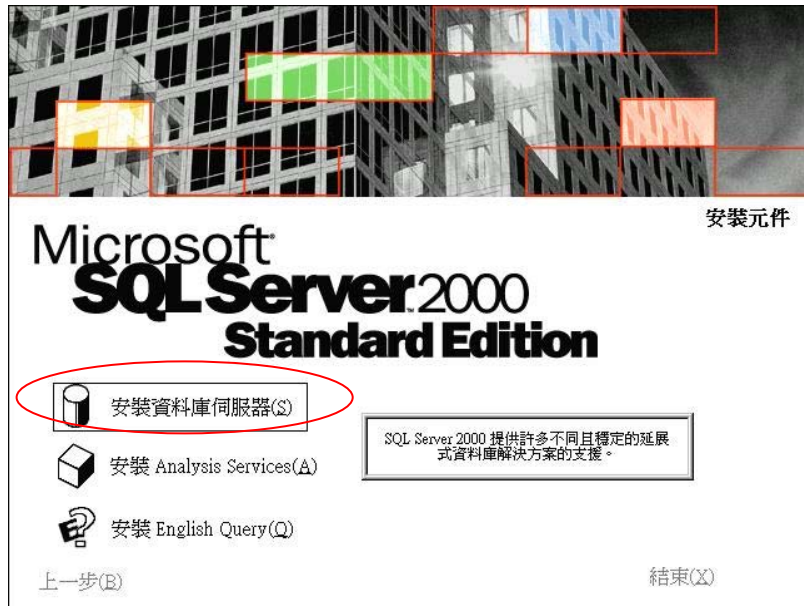 安裝元件
Microsoft
SQL Server 2000
Standard Edition
安裝資料庫伺服器(S)
SQL Server 2000 提供許多不同且穩定的延展
式資料庫解決方案的支援。
安裝 Analysis Services(A)
安裝 English Query(Q)
上一步(B)
結束(X)